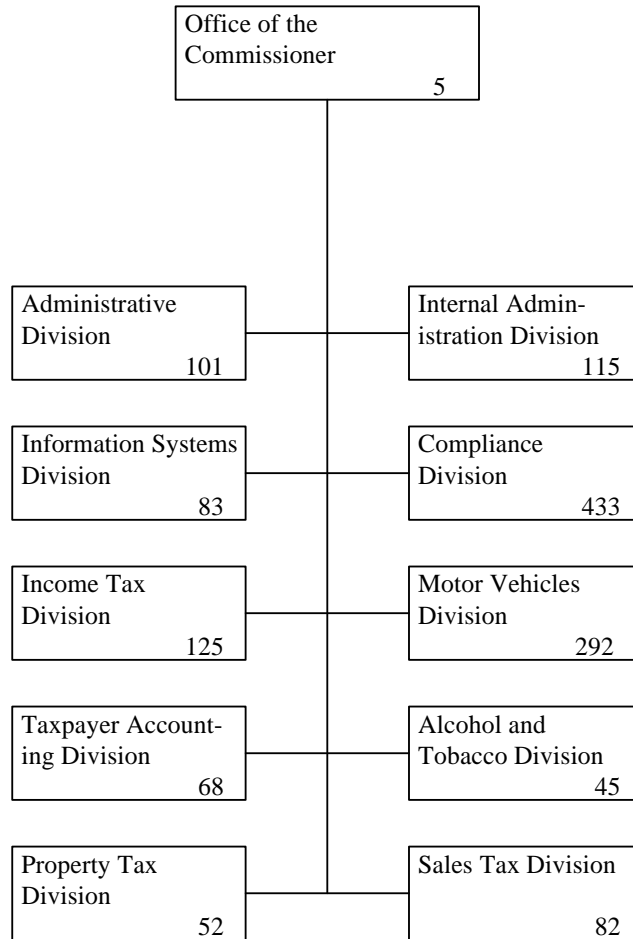 Office of the
Commissioner
5
Administrative
Division
101
Internal Admin-
istration Division
115
Information Systems
Division
83
Compliance
Division
433
Income Tax
Division
125
Motor Vehicles
Division
292
Taxpayer Account-
ing Division
68
Alcohol and
Tobacco Division
45
Property Tax
Division
52
Sales Tax Division
82